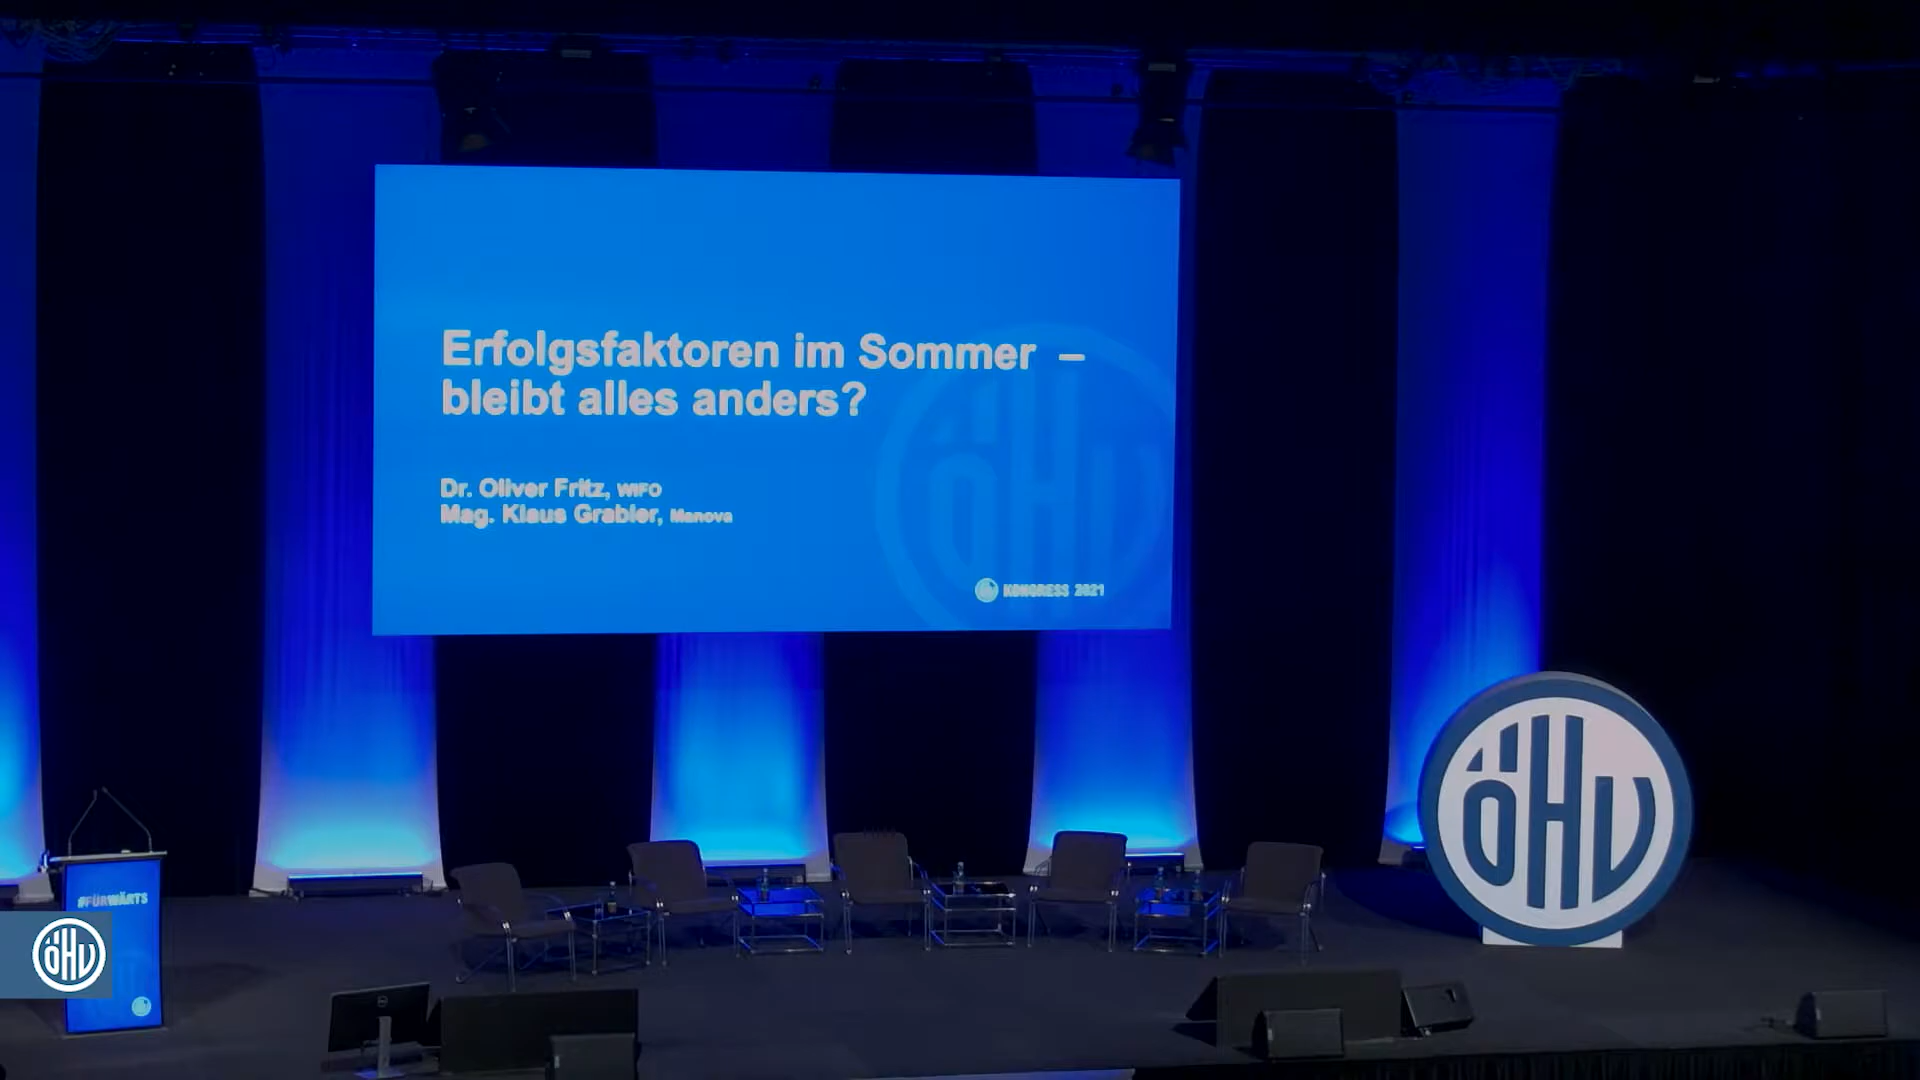 Erfolgsfaktoren im Sommer –
bleibt alles anders?
Dr. Oliver Fritz, WIFO
Mag. Klaus Grabler, Manova
ÖHV
KONGRESS 2021
ÖHV
#FÜRWÄRTS
ÖHV